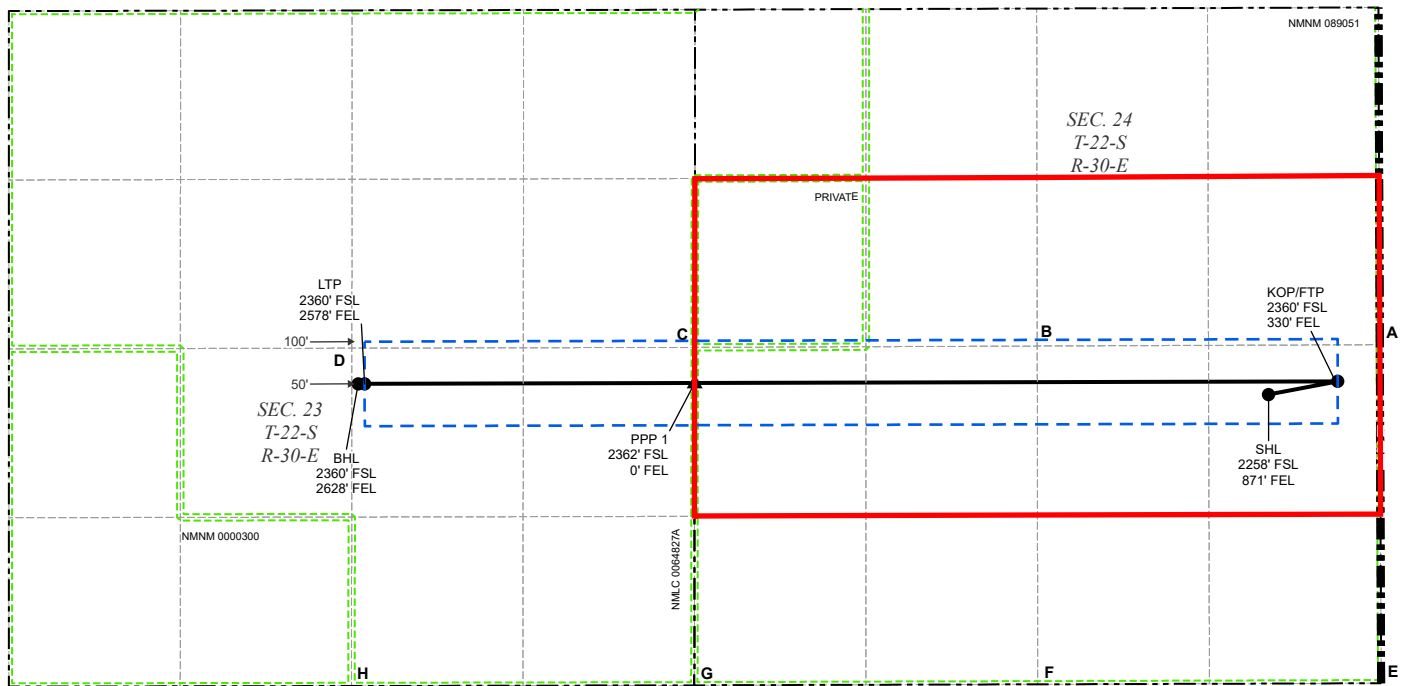 NMNM 089051
SEC. 24
T-22-S
R-30-E
PRIVATE
LTP
2360' FSL
2578' FEL
KOP/FTP
2360' FSL
330' FEL
100'
C
B
A
D
50'
SEC. 23
T-22-S
R-30-E
BHL
2360' FSL
2628' FEL
PPP 1
2362' FSL
0' FEL
SHL
2258' FSL
871' FEL
NMNM 0000300
NMLC 0064827A
H
G
F
E